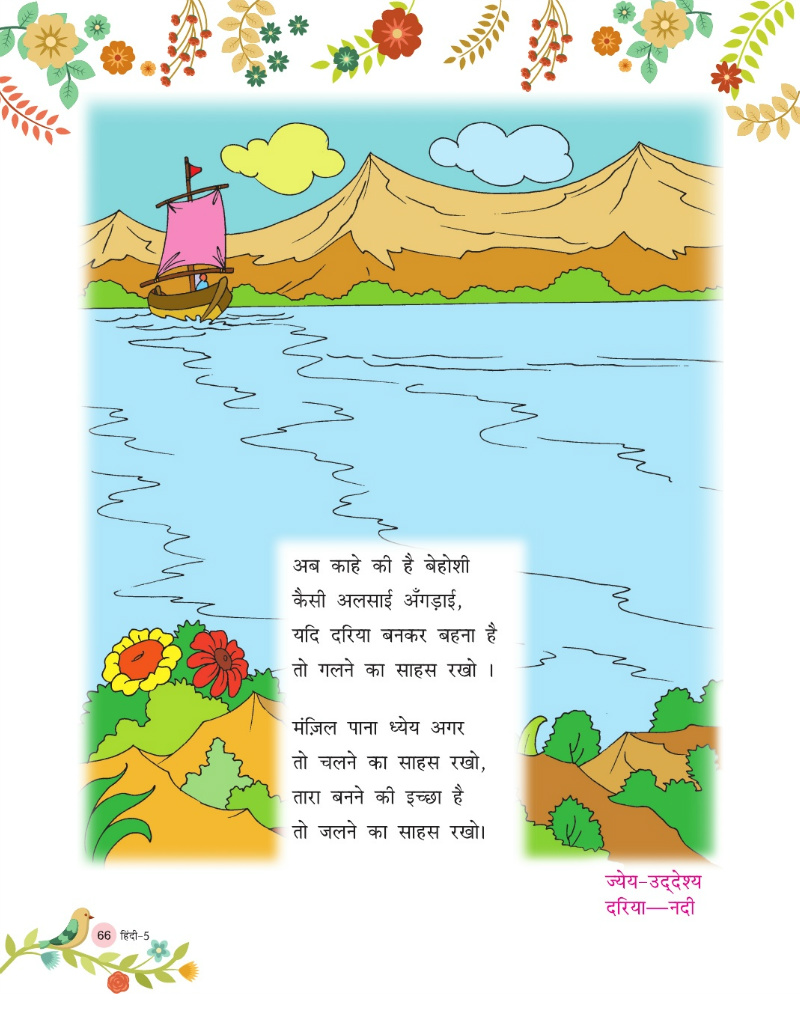 अब काहे की है बेहोशी
कैसी अलसाई अँगड़ाई,
यदि दरिया बनकर बहना है
तो गलने का साहस रखो ।
मंज़िल पाना ध्येय अगर
तो चलने का साहस रखो,
तारा बनने की इच्छा है
तो जलने का साहस रखो।
ज्येय–उद्देश्य
दरिया—नदी
66 हिंदी–5